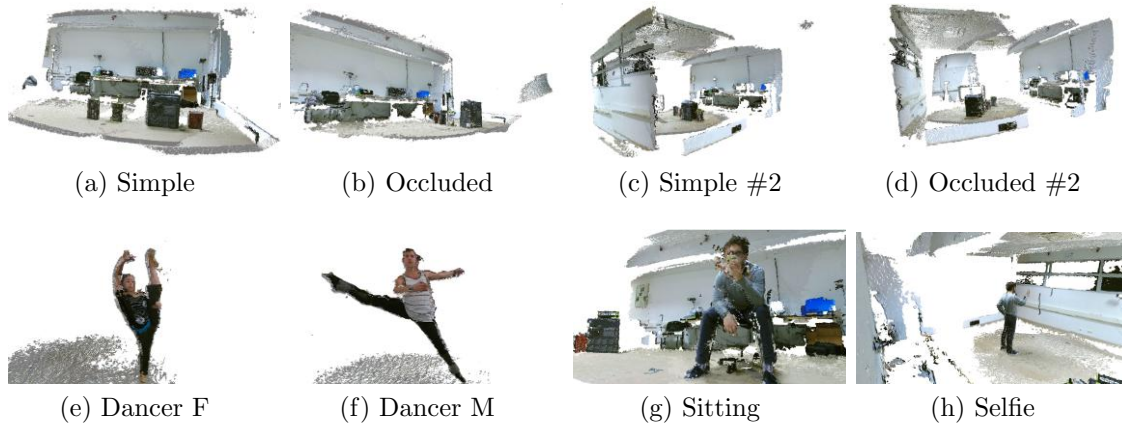 (a) Simple
(b) Occluded
(c) Simple #2
(d) Occluded #2
(e) Dancer F
(f) Dancer M
(g) Sitting
(h) Selfie